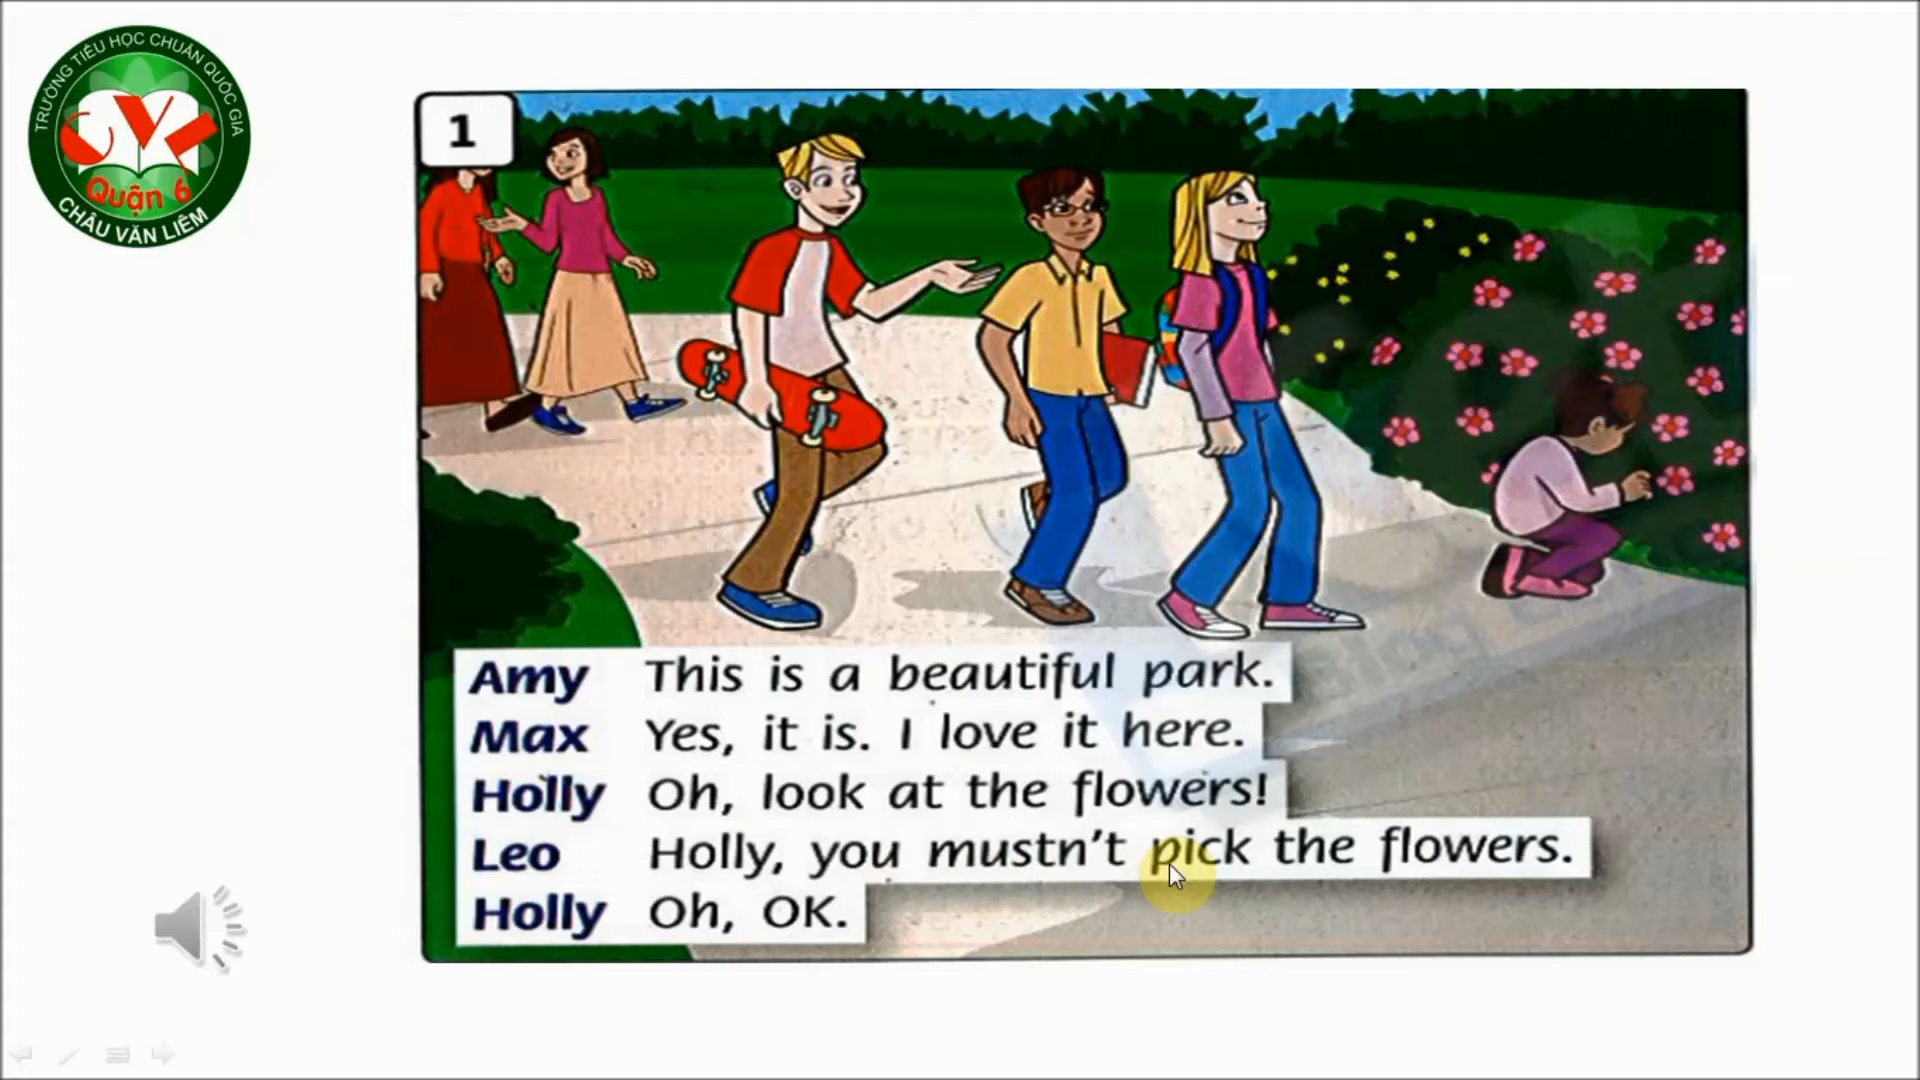 TRƯỜNG TIỂU HỌC CHUẨN QUỐC GIA
CVL
Quận 6
CHÂU VĂN LIÊM
1
Amy This is a beautiful park.
Max Yes, it is. I love it here.
Holly Oh, look at the flowers!
Leo Holly, you mustn't pick the flowers.
Holly Oh, OK.